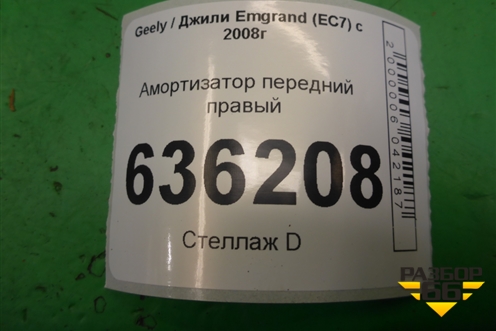 Geely / Джили Emgrand (EC7) с
2008г
Амортизатор передний
правый
636208
Стеллаж D
2000006042187
РАЗБОР
66